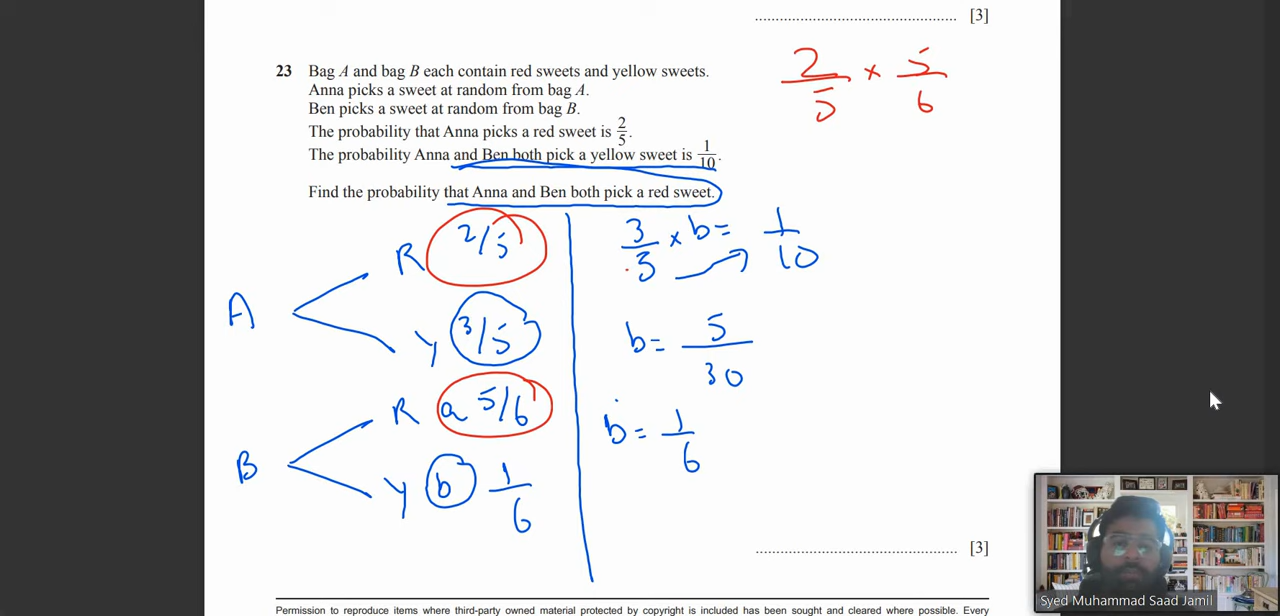 [3]
2/5 × 5/6
23 Bag A and bag B each contain red sweets and yellow sweets.
Anna picks a sweet at random from bag A.
Ben picks a sweet at random from bag B.
The probability that Anna picks a red sweet is 2/5.
The probability Anna and Ben both pick a yellow sweet is 1/10.
Find the probability that Anna and Ben both pick a red sweet.
A
R 2/5
Y 3/5
B
R a 5/6
Y b 1/6
3/5 × b = 1/10
b = 5/30
b = 1/6
[3]
Syed Muhammad Saad Jamil
Permission to reproduce items where third-party owned material protected by copyright is included has been sought and cleared where possible. Every